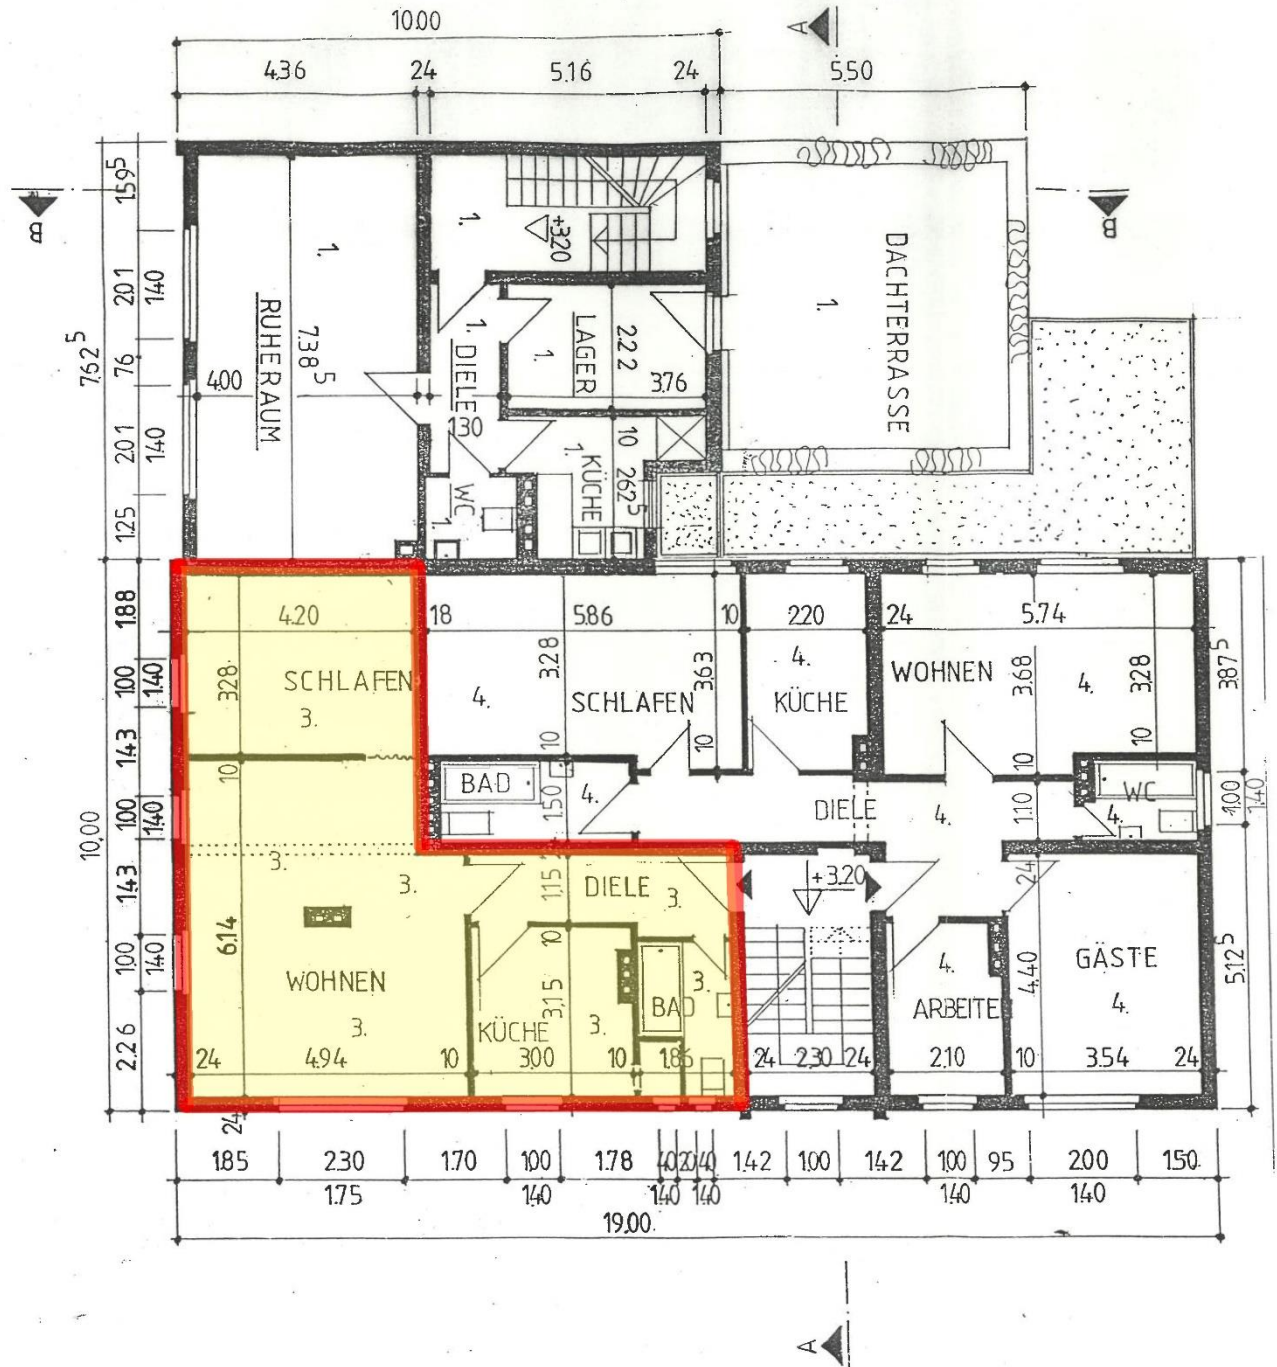 10.00
4.36 24 5.16 24 5.50
A
B
B
1.59⁵
2.01
1.40
7.62⁵
76
2.01
1.40
1.25
1.
1.
+3.20
RUHERAUM
7.38⁵
4.00
1.
DIELE
1.30
LAGER
1.
2.22
3.76
1.
DACHTERRASSE
10
1.
KÜCHE
2.62⁵
WC
1.
1.88
1.00
1.40
1.43
1.00
1.40
10.00
1.43
1.00
1.40
2.26
4.20 18 5.86 10 2.20 24 5.74
3.28
SCHLAFEN
3.
3.28
4.
SCHLAFEN
3.63
4.
KÜCHE
WOHNEN
3.68
4.
3.28
3.87⁵
10
10
10
10
10
BAD
1.50
4.
DIELE
4.
1.10
WC
4.
1.00
1.40
3.
3.
1.15
DIELE
3.
+3.20
24
6.14
WOHNEN
3.
10
3.15
KÜCHE
3.
BAD
3.
4.
ARBEITE
4.40
GÄSTE
4.
5.12⁵
24 4.94 10 3.00 10 1.86 24 2.30 24 2.10 10 3.54 24
24
1.85 2.30 1.70 1.00 1.78 40 20 40 1.42 1.00 1.42 1.00 95 2.00 1.50
1.75 1.40 1.40 1.40 1.40 1.40
19.00
A